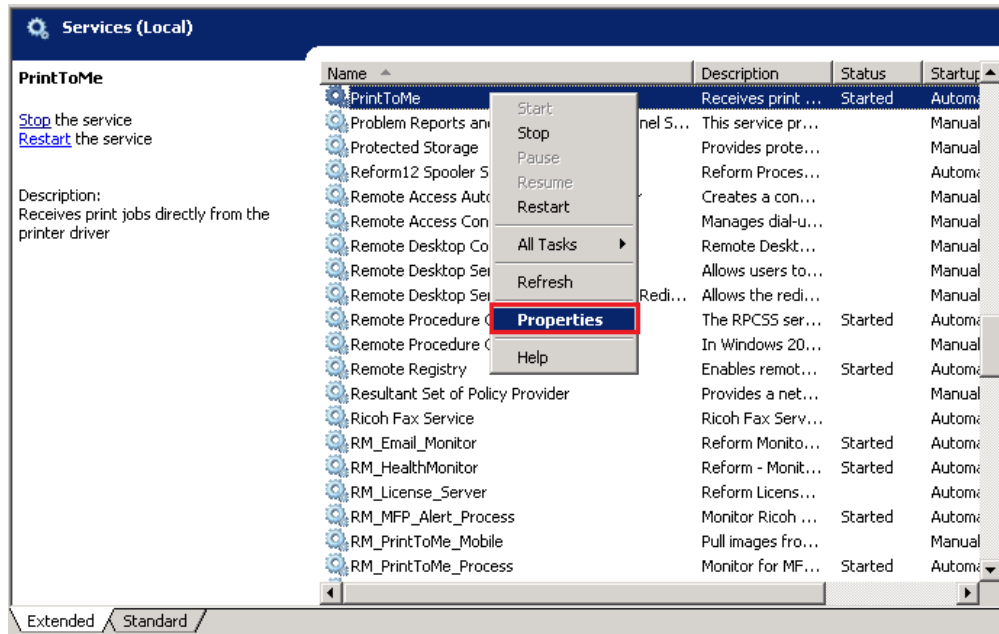 Services (Local)
PrintToMe
Stop the service
Restart the service
Description:
Receives print jobs directly from the
printer driver
Name Description Status Startup
PrintToMe Receives print ... Started Automa
Problem Reports an nel S... This service pr... Manual
Protected Storage Provides prote... Manual
Reform12 Spooler S Reform Proces... Automa
Remote Access Auto Creates a con... Manual
Remote Access Con Manages dial-u... Manual
Remote Desktop Co Remote Deskt... Manual
Remote Desktop Ser Allows users to... Manual
Remote Desktop Ser Redi... Allows the redi... Manual
Remote Procedure C The RPCSS ser... Started Automa
Remote Procedure C In Windows 20... Manual
Remote Registry Enables remot... Started Automa
Resultant Set of Policy Provider Provides a net... Manual
Ricoh Fax Service Ricoh Fax Serv... Automa
RM_Email_Monitor Reform Monito... Started Automa
RM_HealthMonitor Reform - Monit... Started Automa
RM_License_Server Reform Licens... Automa
RM_MFP_Alert_Process Monitor Ricoh ... Started Automa
RM_PrintToMe_Mobile Pull images fro... Manual
RM_PrintToMe_Process Monitor for MF... Started Automa
Start
Stop
Pause
Resume
Restart
All Tasks
Refresh
Properties
Help
Extended Standard